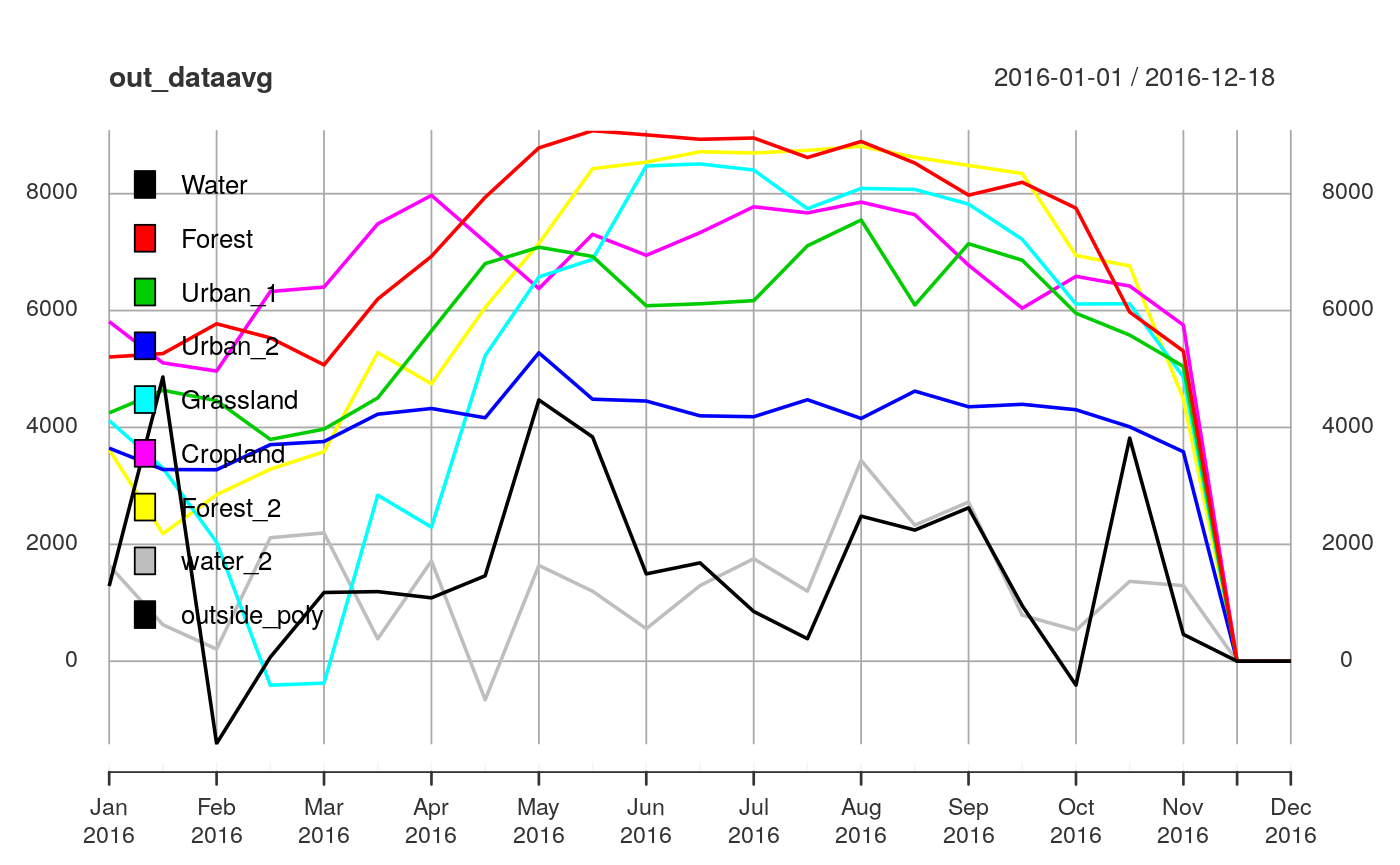 out_dataavg 2016-01-01 / 2016-12-18
8000 8000
6000 6000
4000 4000
2000 2000
0 0
Water
Forest
Urban_1
Urban_2
Grassland
Cropland
Forest_2
water_2
outside_poly
Jan Feb Mar Apr May Jun Jul Aug Sep Oct Nov Dec
2016 2016 2016 2016 2016 2016 2016 2016 2016 2016 2016 2016